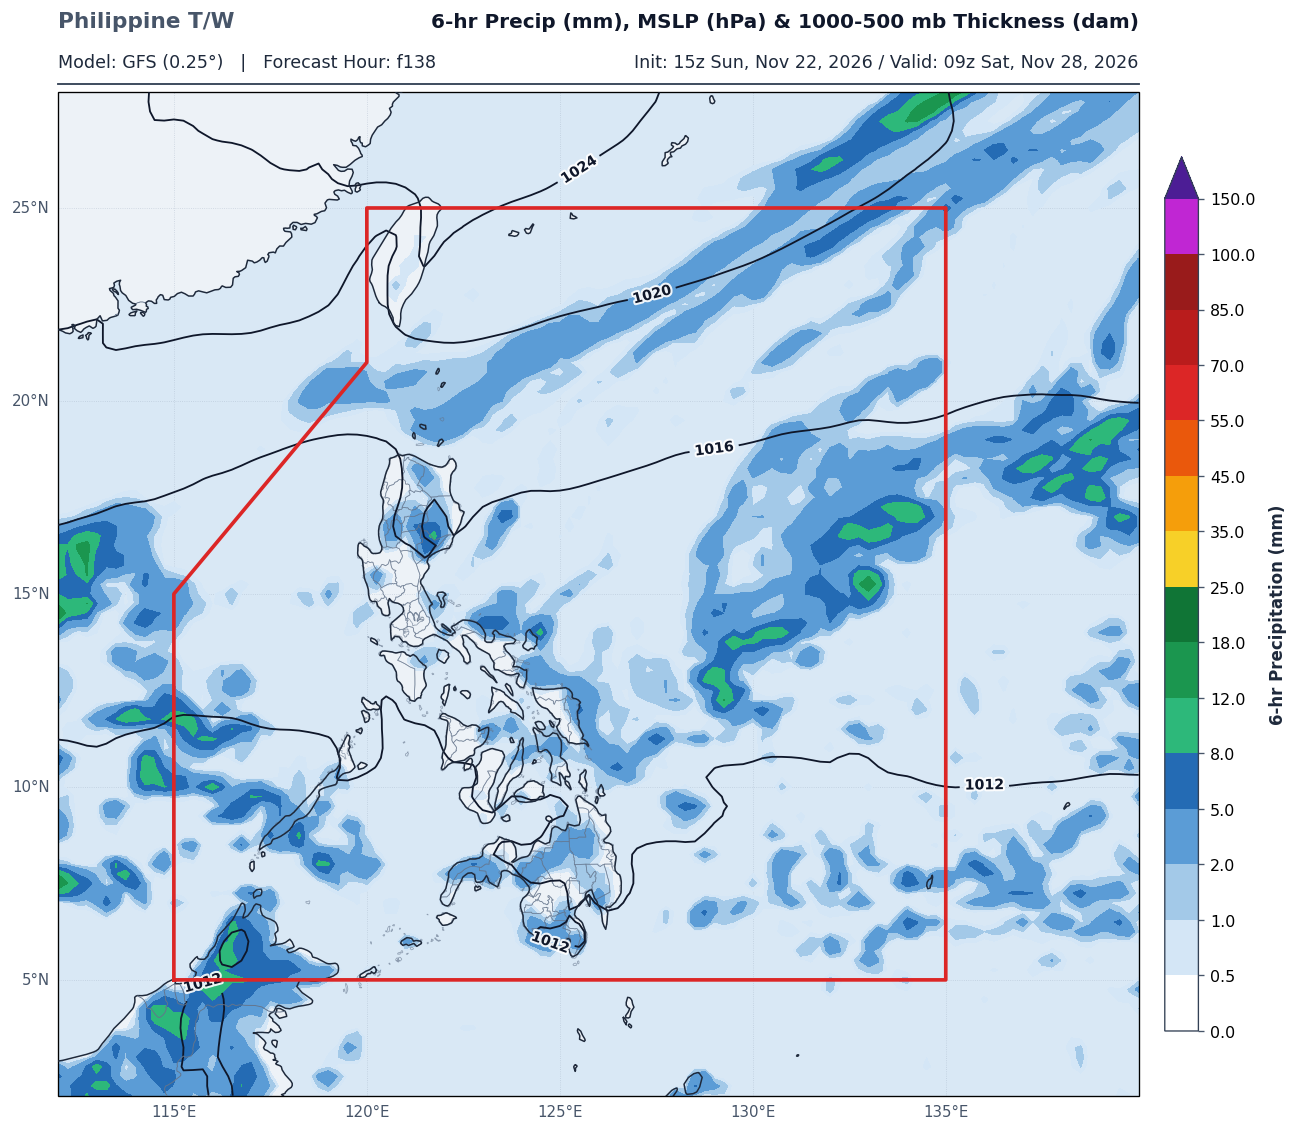 Philippine T/W
6-hr Precip (mm), MSLP (hPa) & 1000-500 mb Thickness (dam)
Model: GFS (0.25°) | Forecast Hour: f138
Init: 15z Sun, Nov 22, 2026 / Valid: 09z Sat, Nov 28, 2026
1024
1020
1016
1012
1012
1012
25°N
20°N
15°N
10°N
5°N
115°E
120°E
125°E
130°E
135°E
150.0
100.0
85.0
70.0
55.0
45.0
35.0
25.0
18.0
12.0
8.0
5.0
2.0
1.0
0.5
0.0
6-hr Precipitation (mm)